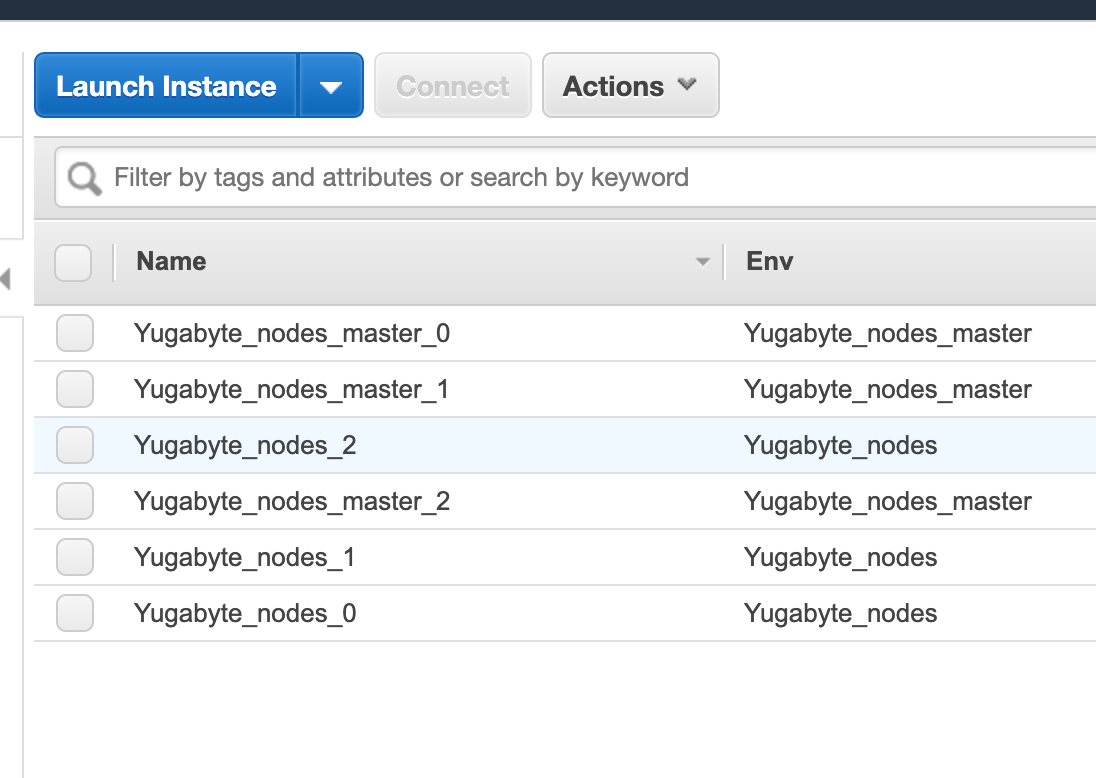 Launch Instance Connect Actions
Filter by tags and attributes or search by keyword
Name Env
Yugabyte_nodes_master_0 Yugabyte_nodes_master
Yugabyte_nodes_master_1 Yugabyte_nodes_master
Yugabyte_nodes_2 Yugabyte_nodes
Yugabyte_nodes_master_2 Yugabyte_nodes_master
Yugabyte_nodes_1 Yugabyte_nodes
Yugabyte_nodes_0 Yugabyte_nodes